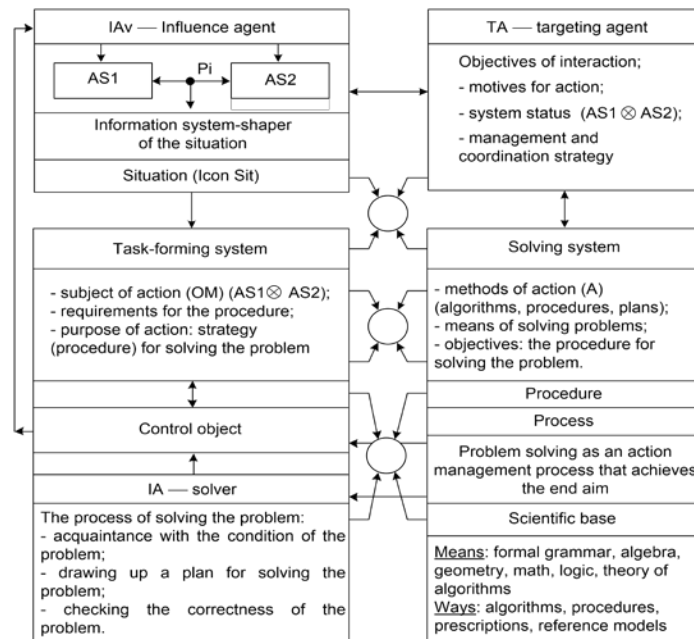 IAv — Influence agent
AS1
Pi
AS2
Information system-shaper
of the situation
Situation (Icon Sit)
Task-forming system
- subject of action (OM) (AS1⊗ AS2);
- requirements for the procedure;
- purpose of action: strategy
(procedure) for solving the problem
Control object
IA — solver
The process of solving the problem:
- acquaintance with the condition of the
problem;
- drawing up a plan for solving the
problem;
- checking the correctness of the
problem.
TA — targeting agent
Objectives of interaction;
- motives for action;
- system status (AS1 ⊗ AS2);
- management and
coordination strategy
Solving system
- methods of action (A)
(algorithms, procedures, plans);
- means of solving problems;
- objectives: the procedure for
solving the problem.
Procedure
Process
Problem solving as an action
management process that achieves
the end aim
Scientific base
Means: formal grammar, algebra,
geometry, math, logic, theory of
algorithms
Ways: algorithms, procedures,
prescriptions, reference models